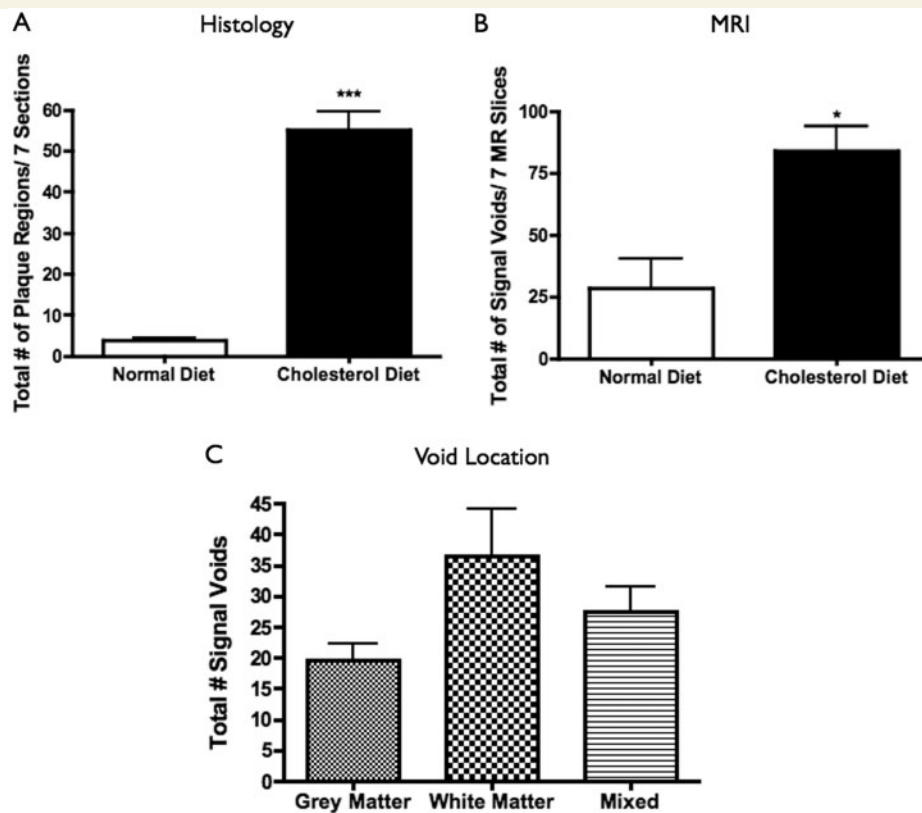 A
Histology
Total # of Plaque Regions/ 7 Sections
60
50
40
30
20
10
0
***
Normal Diet
Cholesterol Diet
B
MRI
Total # of Signal Voids/ 7 MR Slices
100
75
50
25
0
*
Normal Diet
Cholesterol Diet
C
Void Location
Total # Signal Voids
45
40
35
30
25
20
15
10
5
0
Grey Matter
White Matter
Mixed